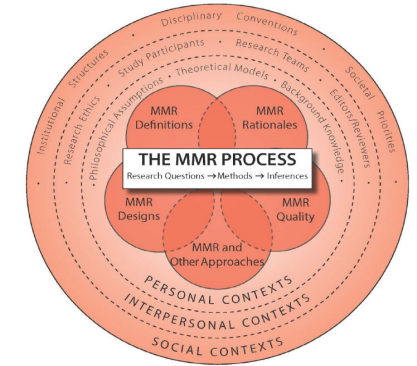 Institutional Structures • Disciplinary Conventions • Societal Priorities
Research Ethics • Study Participants • Research Teams • Editors/Reviewers
Philosophical Assumptions • Theoretical Models • Background Knowledge
MMR
Definitions
MMR
Rationales
THE MMR PROCESS
Research Questions → Methods → Inferences
MMR
Designs
MMR
Quality
MMR and
Other Approaches
PERSONAL CONTEXTS
INTERPERSONAL CONTEXTS
SOCIAL CONTEXTS